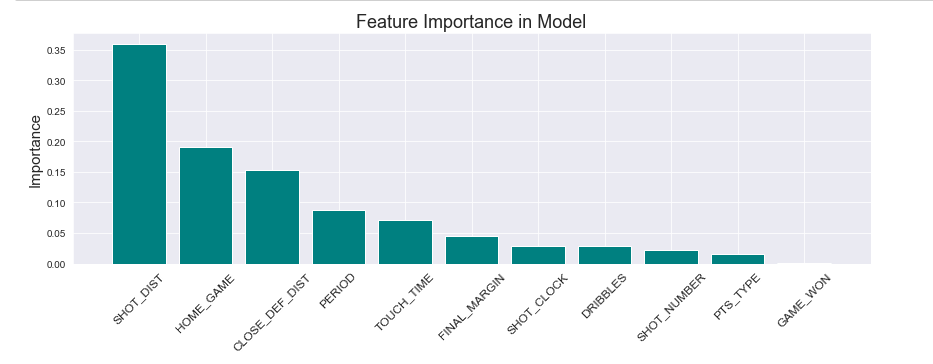 Feature Importance in Model
Importance
0.35
0.30
0.25
0.20
0.15
0.10
0.05
0.00
SHOT_DIST
HOME_GAME
CLOSE_DEF_DIST
PERIOD
TOUCH_TIME
FINAL_MARGIN
SHOT_CLOCK
DRIBBLES
SHOT_NUMBER
PTS_TYPE
GAME_WON